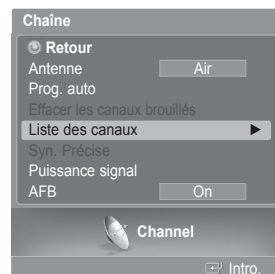 Chaîne
Retour
Antenne Air
Prog. auto
Effacer les canaux brouillés
Liste des canaux ►
Syn. Précise
Puissance signal
AFB On
Channel
Intro.